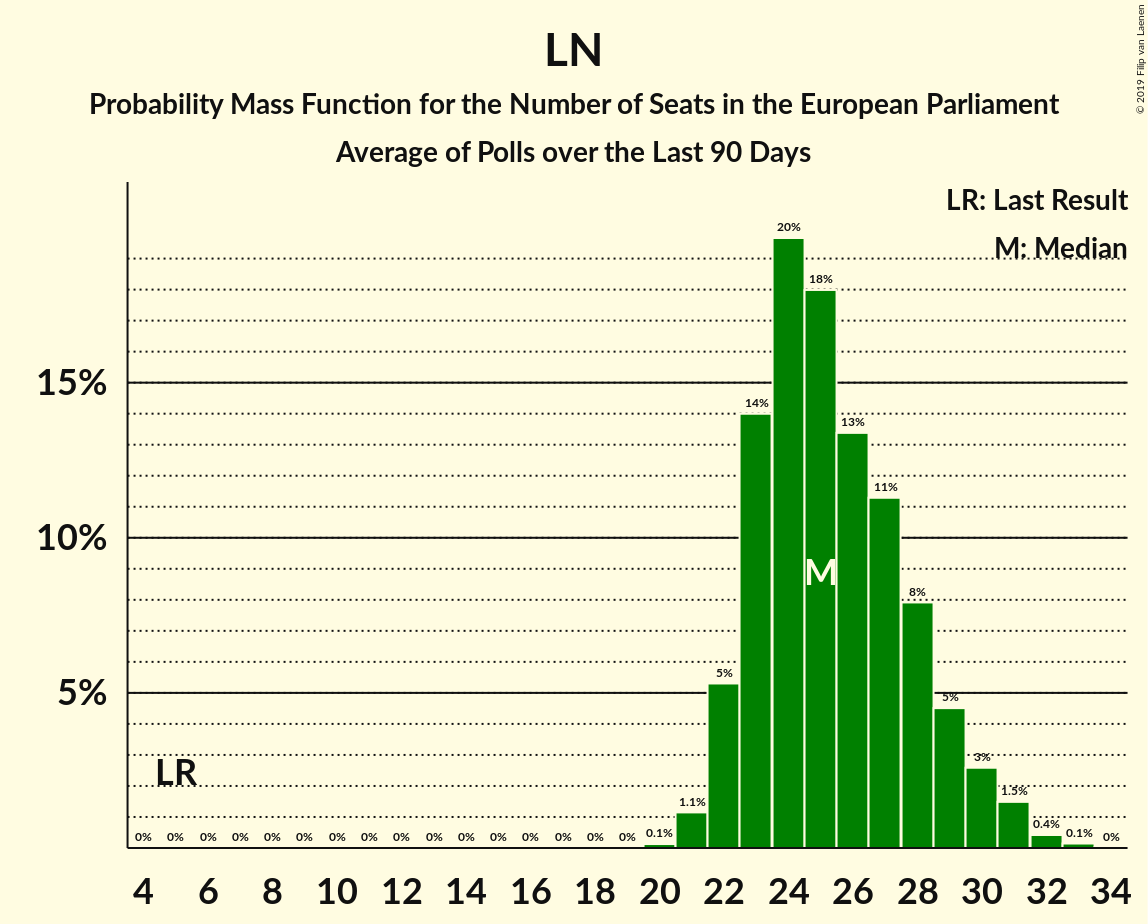 LN
Probability Mass Function for the Number of Seats in the European Parliament
Average of Polls over the Last 90 Days
© 2019 Filip van Laenen
LR: Last Result
M: Median
20%
18%
15%
14%
13%
11%
10%
M
8%
5%
5%
5%
LR
3%
1.5%
1.1%
0% 0% 0% 0% 0% 0% 0% 0% 0% 0% 0% 0% 0% 0% 0% 0% 0.1% 0.4% 0.1% 0%
4 6 8 10 12 14 16 18 20 22 24 26 28 30 32 34